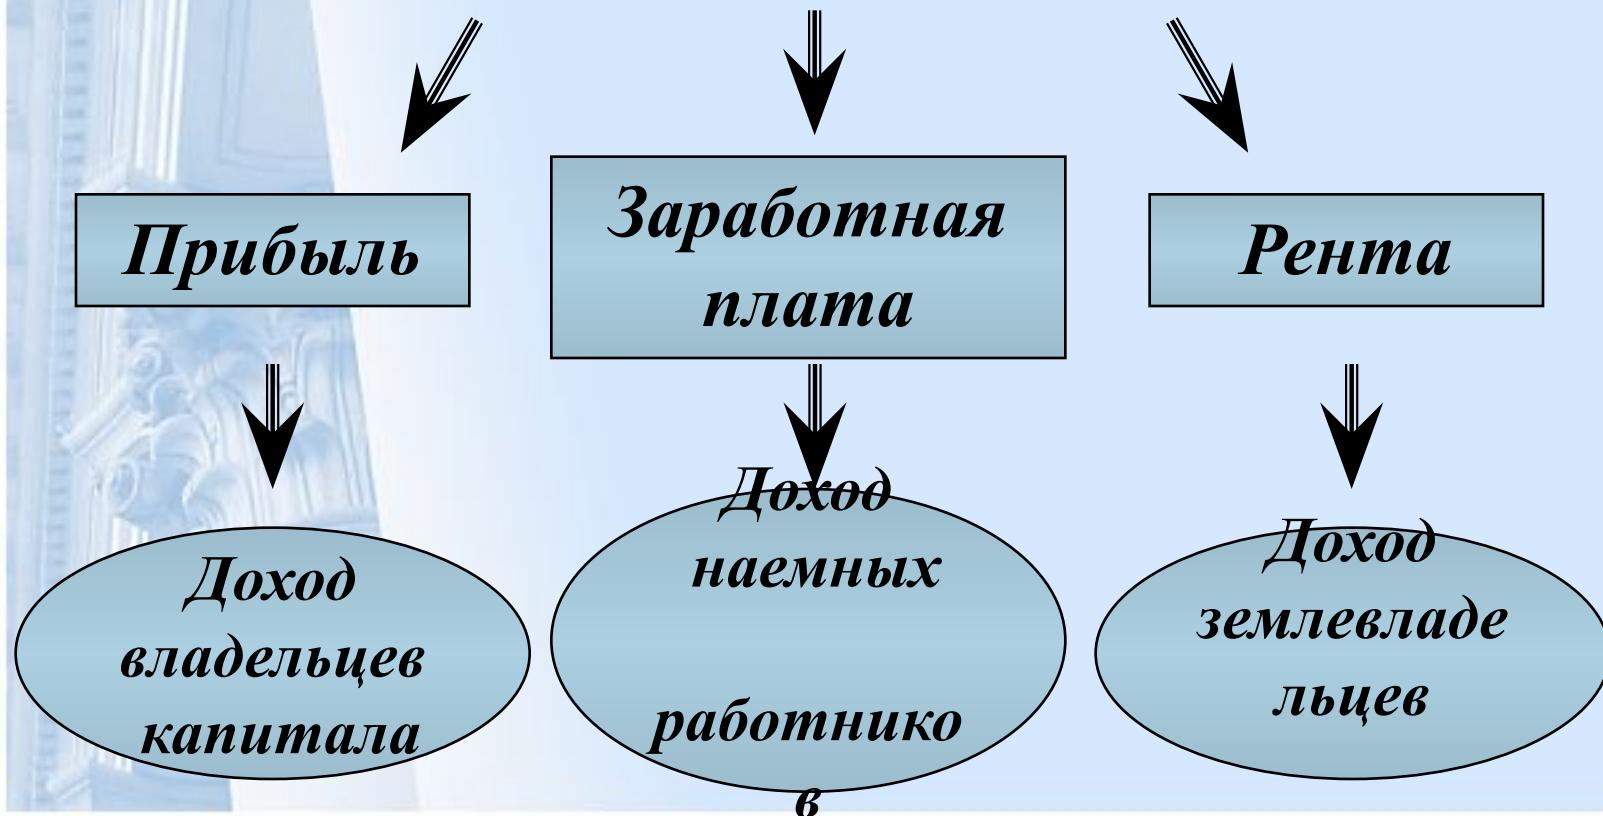 Прибыль
Заработная
плата
Рента
Доход
владельцев
капитала
Доход
наемных
работнико
в
Доход
землевладе
льцев